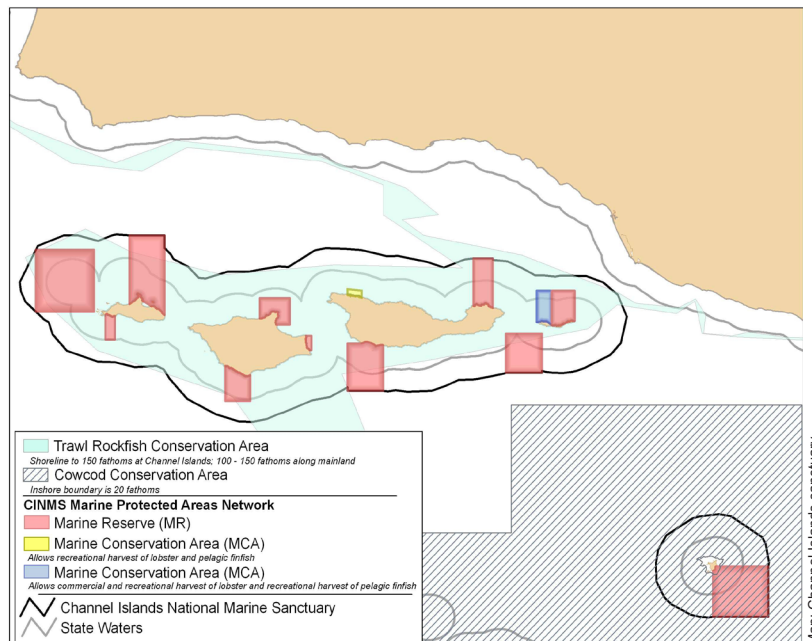 Trawl Rockfish Conservation Area
Shoreline to 150 fathoms at Channel Islands; 100 - 150 fathoms along mainland
Cowcod Conservation Area
Inshore boundary is 20 fathoms
CINMS Marine Protected Areas Network
Marine Reserve (MR)
Marine Conservation Area (MCA)
Allows recreational harvest of lobster and pelagic finfish
Marine Conservation Area (MCA)
Allows commercial and recreational harvest of lobster and recreational harvest of pelagic finfish
Channel Islands National Marine Sanctuary
State Waters